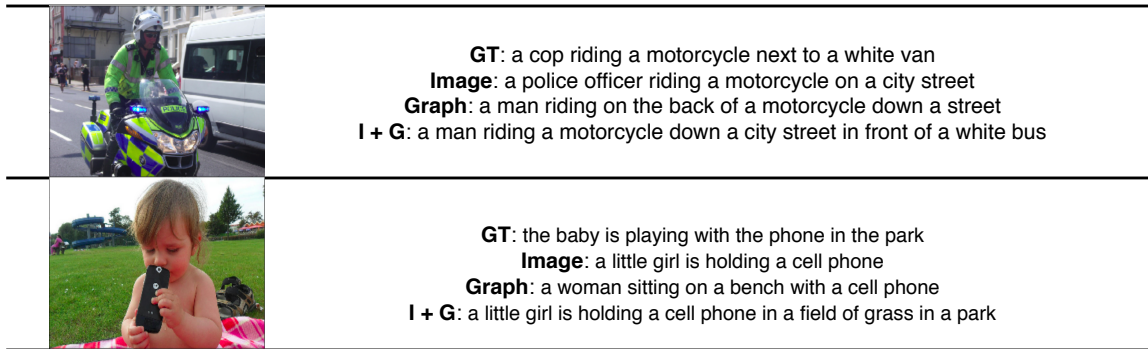 POLICE
GT: a cop riding a motorcycle next to a white van
Image: a police officer riding a motorcycle on a city street
Graph: a man riding on the back of a motorcycle down a street
I + G: a man riding a motorcycle down a city street in front of a white bus
GT: the baby is playing with the phone in the park
Image: a little girl is holding a cell phone
Graph: a woman sitting on a bench with a cell phone
I + G: a little girl is holding a cell phone in a field of grass in a park